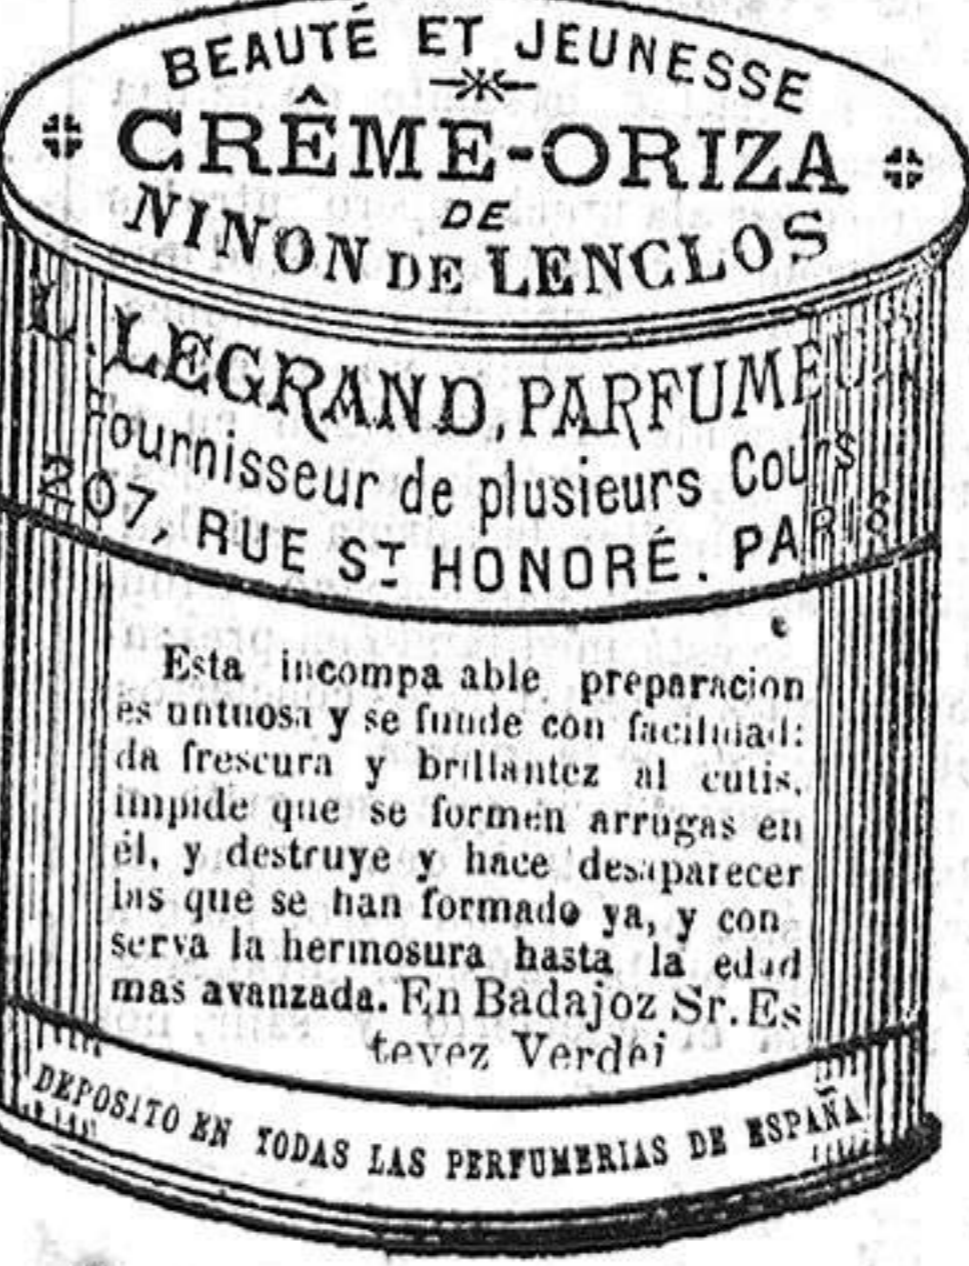 BEAUTÉ ET JEUNESSE
CRÊME-ORIZA
DE
NINON DE LENCLOS
L. LEGRAND, PARFUMEUR
Fournisseur de plusieurs Cours
207, RUE ST HONORÉ. PARIS
Esta incompa able preparacion
es untuosa y se funde con facilidad:
da frescura y brillantez al cutis,
impide que se formen arrugas en
él, y destruye y hace desaparecer
las que se han formado ya, y con
serva la hermosura hasta la edad
mas avanzada. En Badajoz Sr. Es
tevez Verdei
DEPOSITO EN TODAS LAS PERFUMERIAS DE ESPAÑA